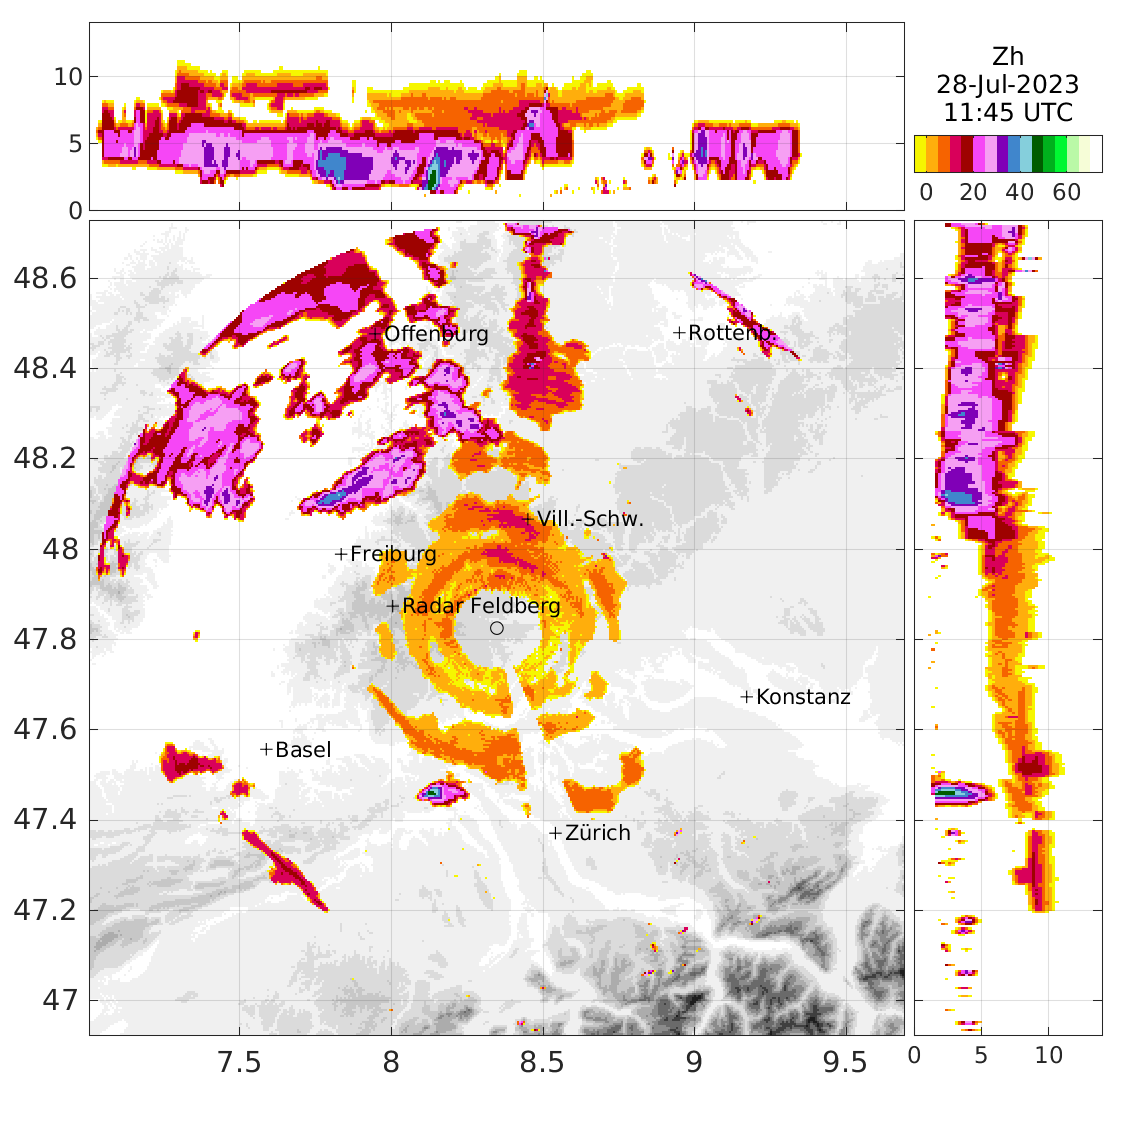 Zh
28-Jul-2023
11:45 UTC
0 20 40 60
10
5
0
48.6
48.4
48.2
48
47.8
47.6
47.4
47.2
47
+Offenburg
+Rottenb.
+Vill.-Schw.
+Freiburg
+Radar Feldberg
+Konstanz
+Basel
+Zürich
7.5 8 8.5 9 9.5
0 5 10